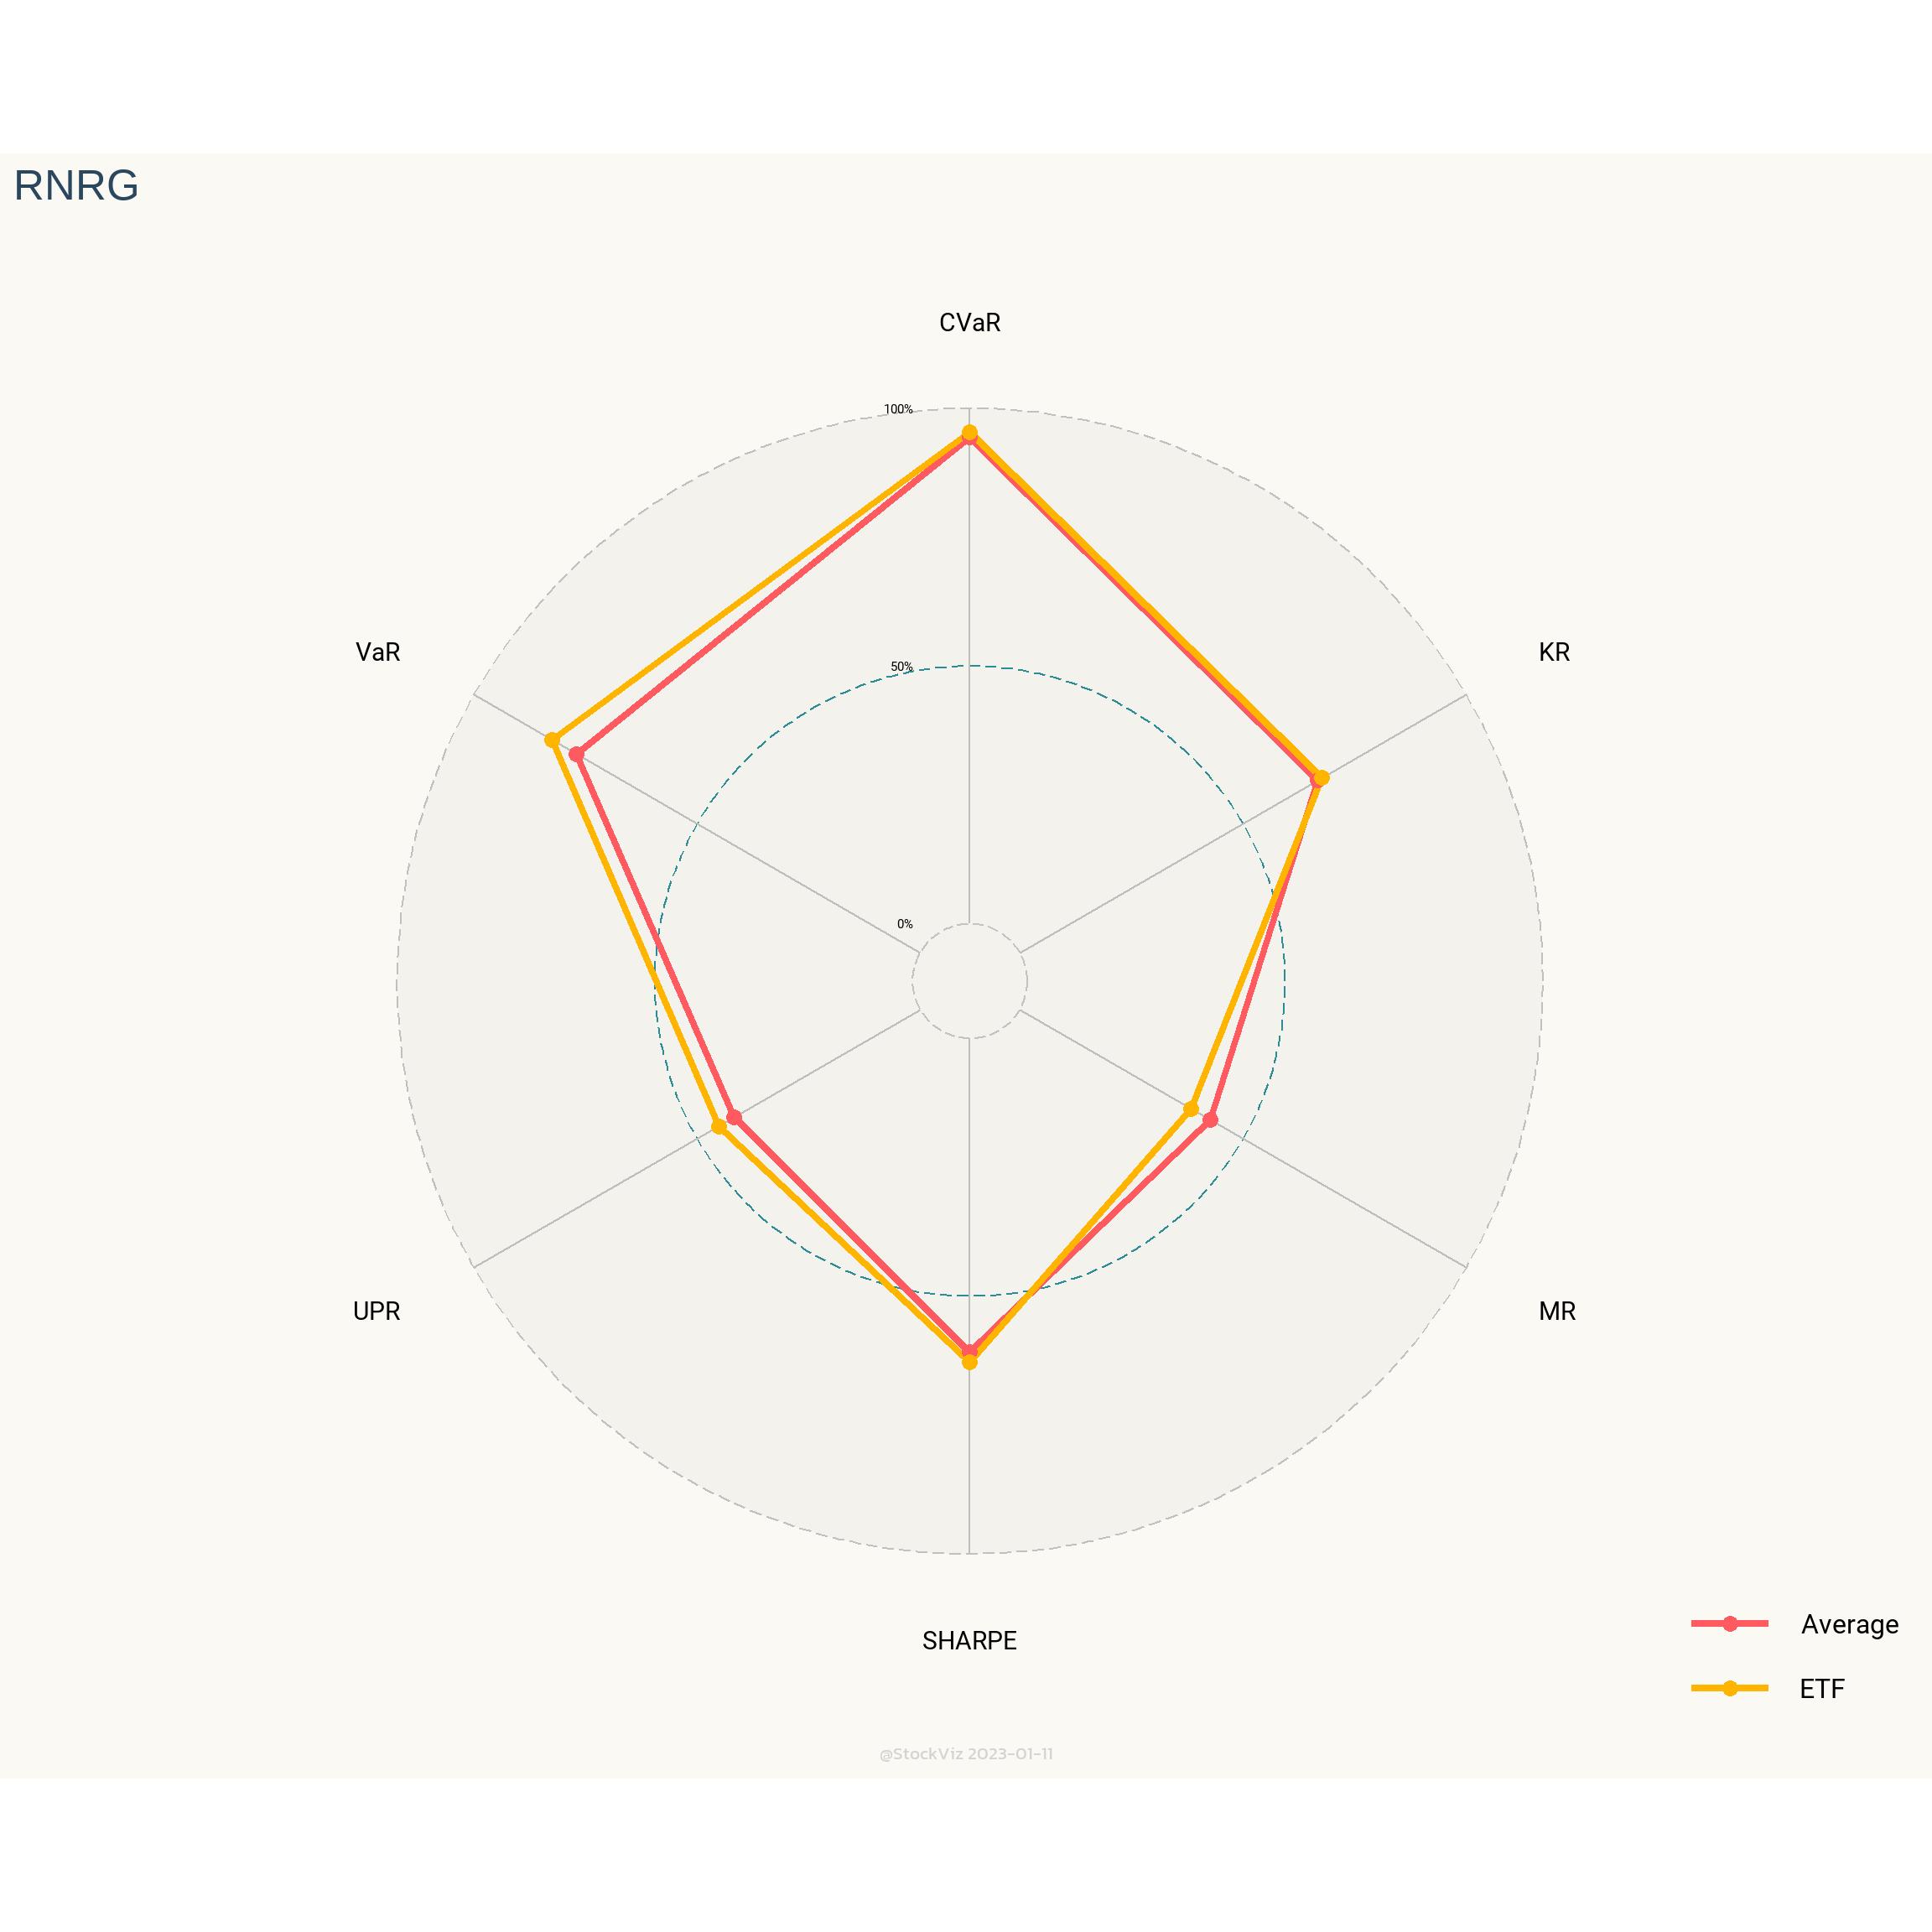 RNRG
CVaR
100%
VaR
KR
50%
0%
UPR
MR
SHARPE
Average
ETF
@StockViz 2023-01-11